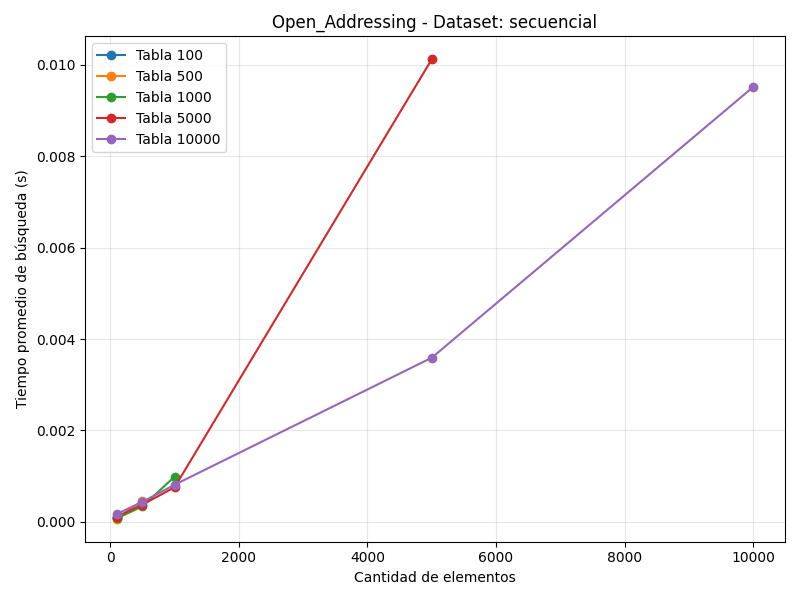 Open_Addressing - Dataset: secuencial
Tabla 100
Tabla 500
Tabla 1000
Tabla 5000
Tabla 10000
Tiempo promedio de búsqueda (s)
0.010
0.008
0.006
0.004
0.002
0.000
0 2000 4000 6000 8000 10000
Cantidad de elementos